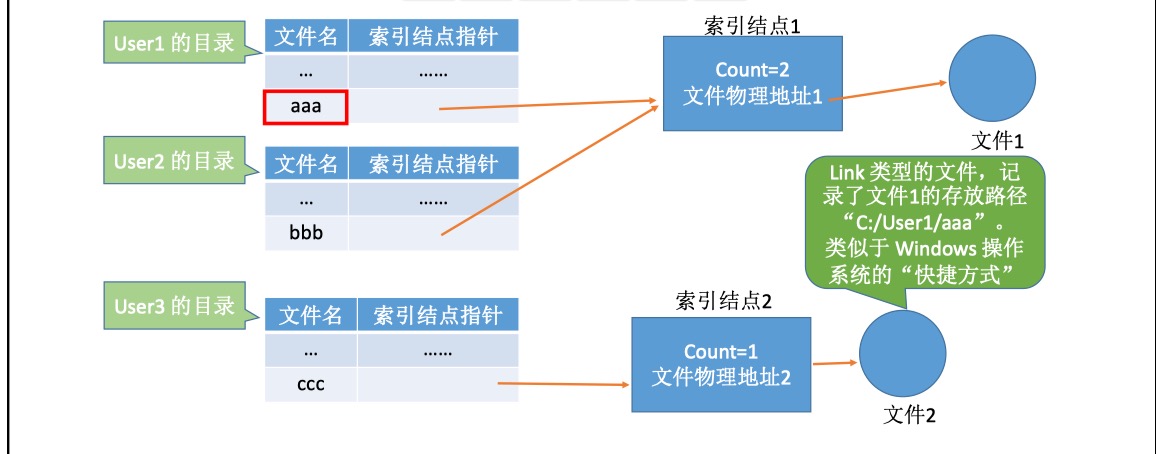 User1 的目录
文件名 索引结点指针
... ......
aaa
User2 的目录
文件名 索引结点指针
... ......
bbb
User3 的目录
文件名 索引结点指针
... ......
ccc
索引结点1
Count=2
文件物理地址1
文件1
Link 类型的文件，记
录了文件1的存放路径
“C:/User1/aaa”。
类似于 Windows 操作
系统的“快捷方式”
索引结点2
Count=1
文件物理地址2
文件2